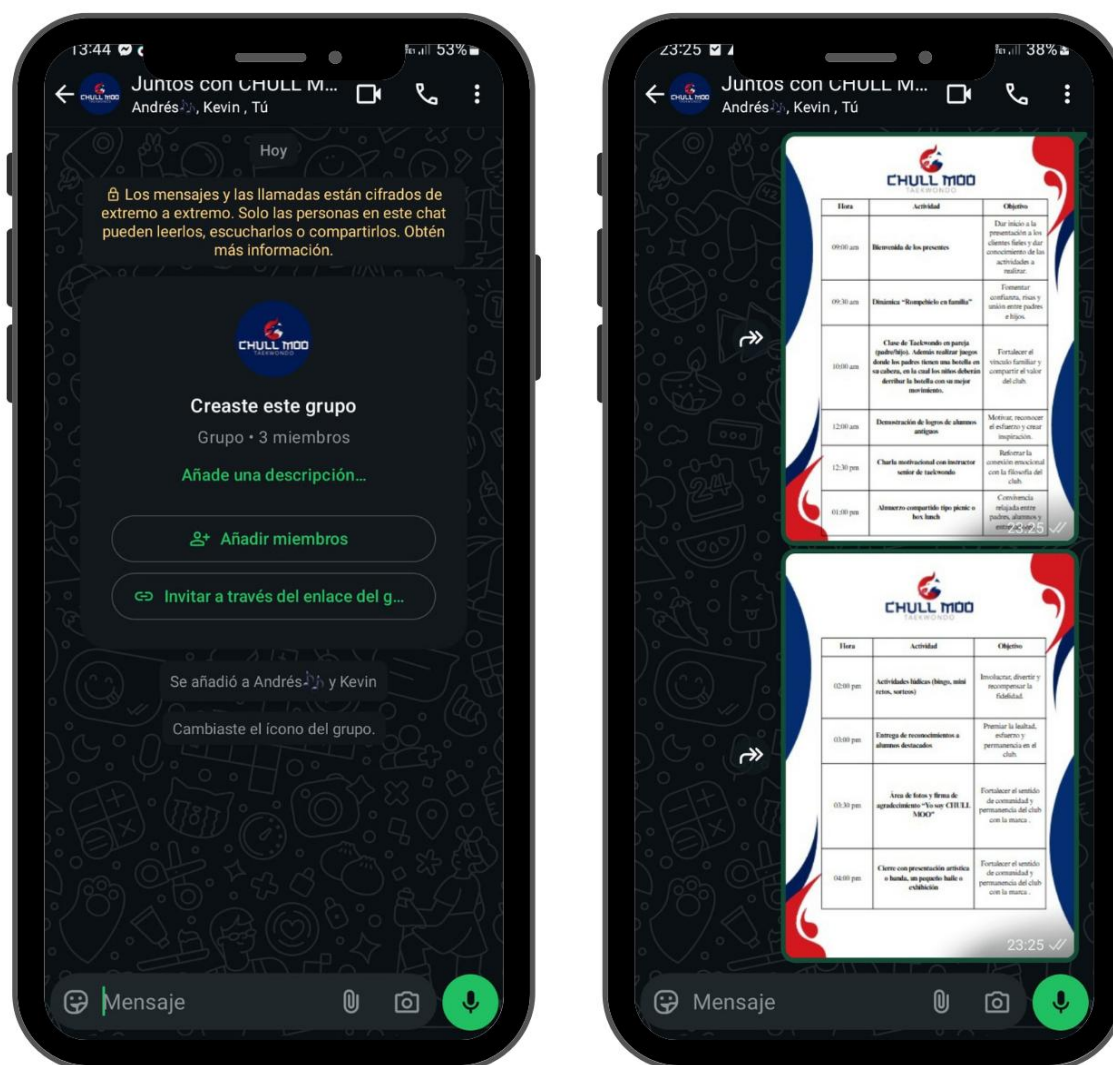 13:44
53%
Juntos con CHULL M...
Andrés🎶, Kevin , Tú
Hoy
Los mensajes y las llamadas están cifrados de
extremo a extremo. Solo las personas en este chat
pueden leerlos, escucharlos o compartirlos. Obtén
más información.
CHULL MOO
TAEKWONDO
Creaste este grupo
Grupo • 3 miembros
Añade una descripción...
Añadir miembros
Invitar a través del enlace del g...
Se añadió a Andrés🎶 y Kevin
Cambiaste el ícono del grupo.
Mensaje
23:25
38%
Juntos con CHULL M...
Andrés🎶, Kevin , Tú
CHULL MOO
TAEKWONDO
Hora Actividad Objetivo
09:00 am Bienvenida de los presentes
Dar inicio a la
presentación a los
clientes fieles y dar
conocimiento de las
actividades a
realizar.
09:30 am Dinámica “Rompehielo en familia”
Fomentar
confianza, risas y
unión entre padres
e hijos.
10:00 am
Clase de Taekwondo en pareja
(padre/hijo). Además realizar juegos
donde los padres tienen una botella en
su cabeza, en la cual los niños deberán
derribar la botella con su mejor
movimiento.
Fortalecer el
vínculo familiar y
compartir el valor
del club.
12:00 am
Demostración de logros de alumnos
antiguos
Motivar, reconocer
el esfuerzo y crear
inspiración.
12:30 pm
Charla motivacional con instructor
senior de taekwondo
Reforzar la
conexión emocional
con la filosofía del
club.
01:00 pm
Almuerzo compartido tipo picnic o
box lunch
Convivencia
relajada entre
padres, alumnos y
23:25
CHULL MOO
TAEKWONDO
Hora Actividad Objetivo
02:00 pm
Actividades lúdicas (bingo, mini
retos, sorteos)
Involucrar, divertir y
recompensar la
fidelidad.
03:00 pm
Entrega de reconocimientos a
alumnos destacados
Premiar la lealtad,
esfuerzo y
permanencia en el
club.
03:30 pm
Área de fotos y firma de
agradecimiento “Yo soy CHULL
MOO”
Fortalecer el sentido
de comunidad y
permanencia del club
con la marca .
04:00 pm
Cierre con presentación artística
o banda, un pequeño baile o
exhibición
Fortalecer el sentido
de comunidad y
permanencia del club
con la marca .
23:25
Mensaje